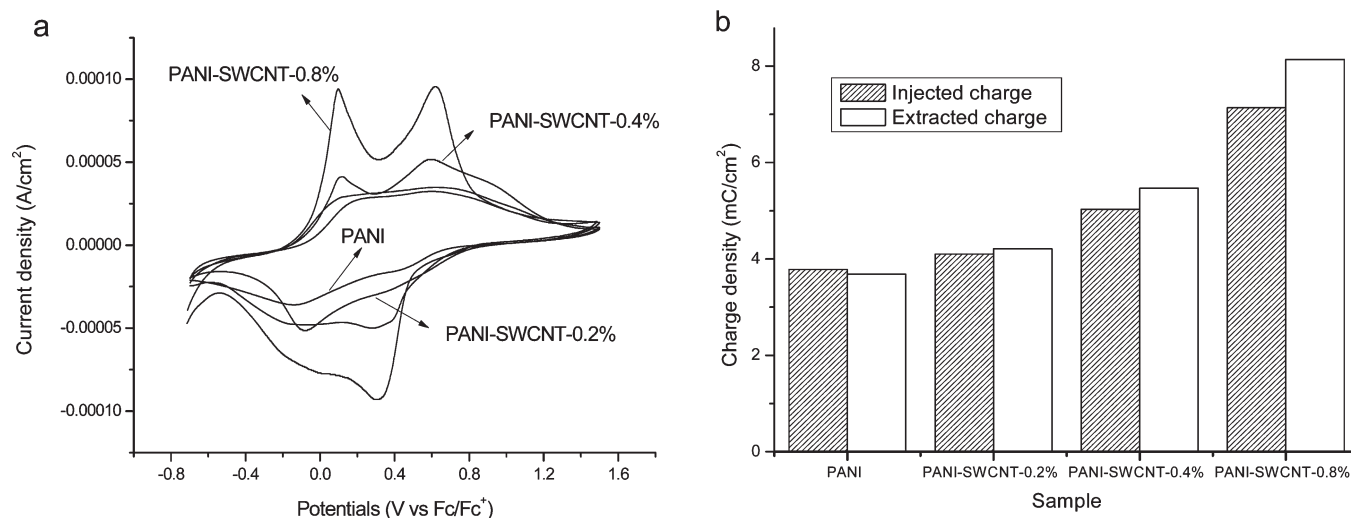 a
PANI-SWCNT-0.8%
PANI-SWCNT-0.4%
PANI
PANI-SWCNT-0.2%
0.00010
0.00005
0.00000
-0.00005
-0.00010
Current density (A/cm²)
-0.8 -0.4 0.0 0.4 0.8 1.2 1.6
Potentials (V vs Fc/Fc⁺)
b
Injected charge
Extracted charge
8
6
4
2
0
Charge density (mC/cm²)
PANI PANI-SWCNT-0.2% PANI-SWCNT-0.4% PANI-SWCNT-0.8%
Sample